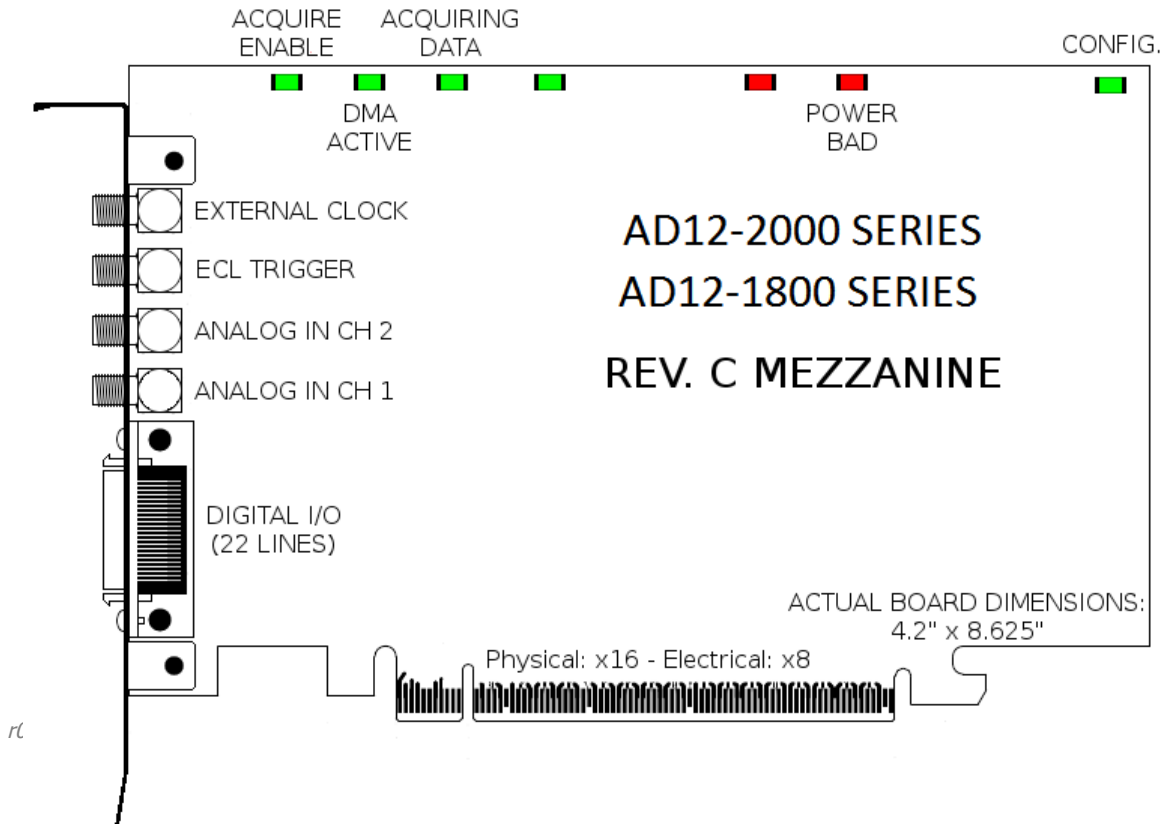 ACQUIRE
ENABLE
ACQUIRING
DATA
CONFIG.
DMA
ACTIVE
POWER
BAD
EXTERNAL CLOCK
ECL TRIGGER
ANALOG IN CH 2
ANALOG IN CH 1
AD12-2000 SERIES
AD12-1800 SERIES
REV. C MEZZANINE
DIGITAL I/O
(22 LINES)
ACTUAL BOARD DIMENSIONS:
4.2" x 8.625"
Physical: x16 - Electrical: x8